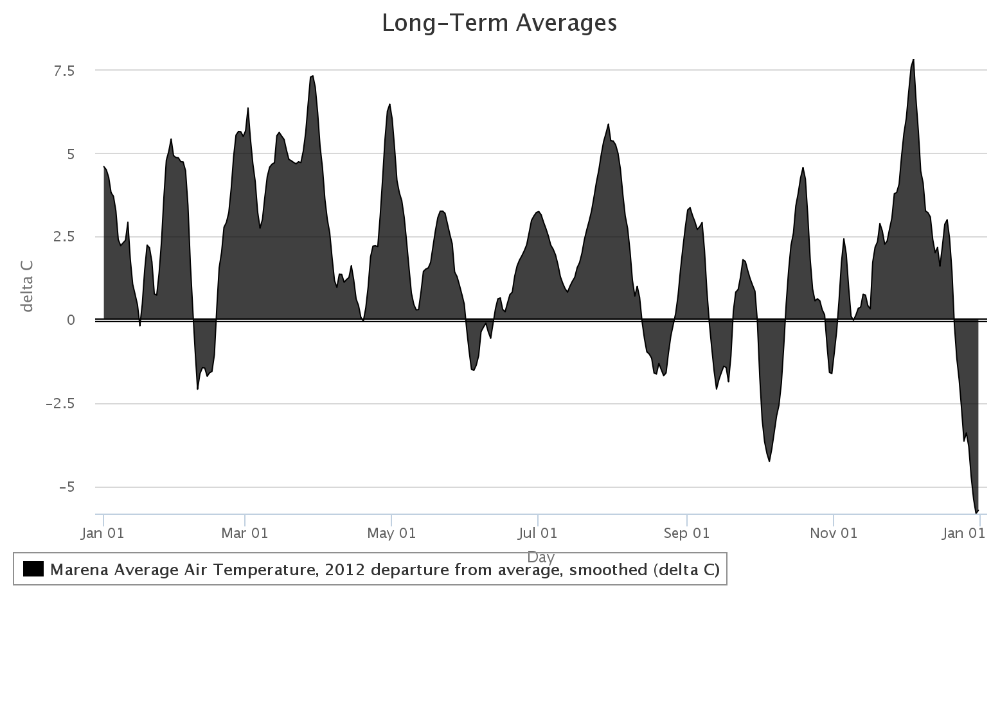 Long-Term Averages
7.5
5
2.5
0
-2.5
-5
delta C
Jan 01 Mar 01 May 01 Jul 01 Sep 01 Nov 01 Jan 01
Day
Marena Average Air Temperature, 2012 departure from average, smoothed (delta C)